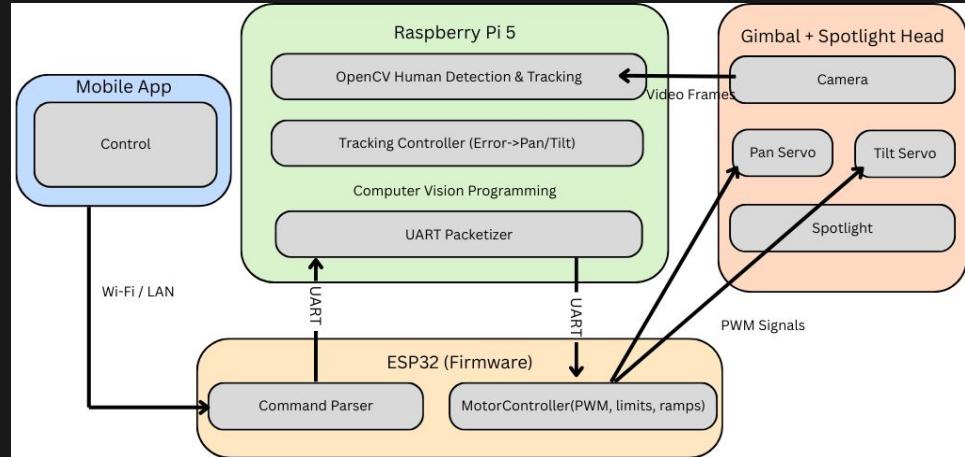 Raspberry Pi 5
Gimbal + Spotlight Head
OpenCV Human Detection & Tracking
Camera
Video Frames
Mobile App
Control
Tracking Controller (Error->Pan/Tilt)
Pan Servo
Tilt Servo
Computer Vision Programming
UART Packetizer
Spotlight
Wi-Fi / LAN
UART
UART
PWM Signals
ESP32 (Firmware)
Command Parser
MotorController(PWM, limits, ramps)